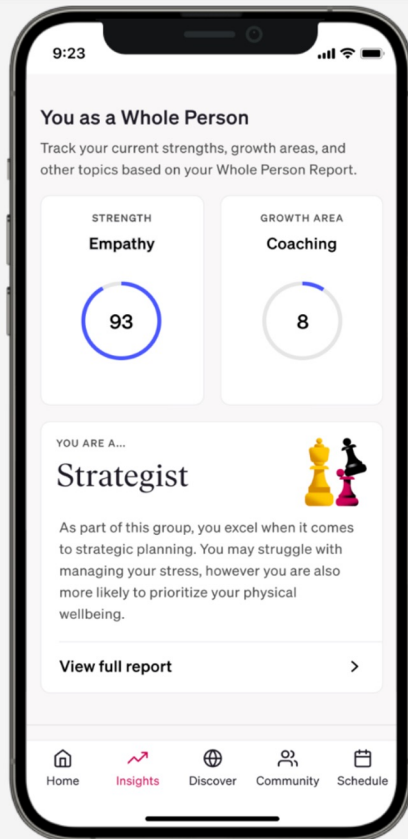 9:23
You as a Whole Person
Track your current strengths, growth areas, and
other topics based on your Whole Person Report.
STRENGTH
Empathy
93
GROWTH AREA
Coaching
8
YOU ARE A...
Strategist
As part of this group, you excel when it comes
to strategic planning. You may struggle with
managing your stress, however you are also
more likely to prioritize your physical
wellbeing.
View full report
Home
Insights
Discover
Community
Schedule